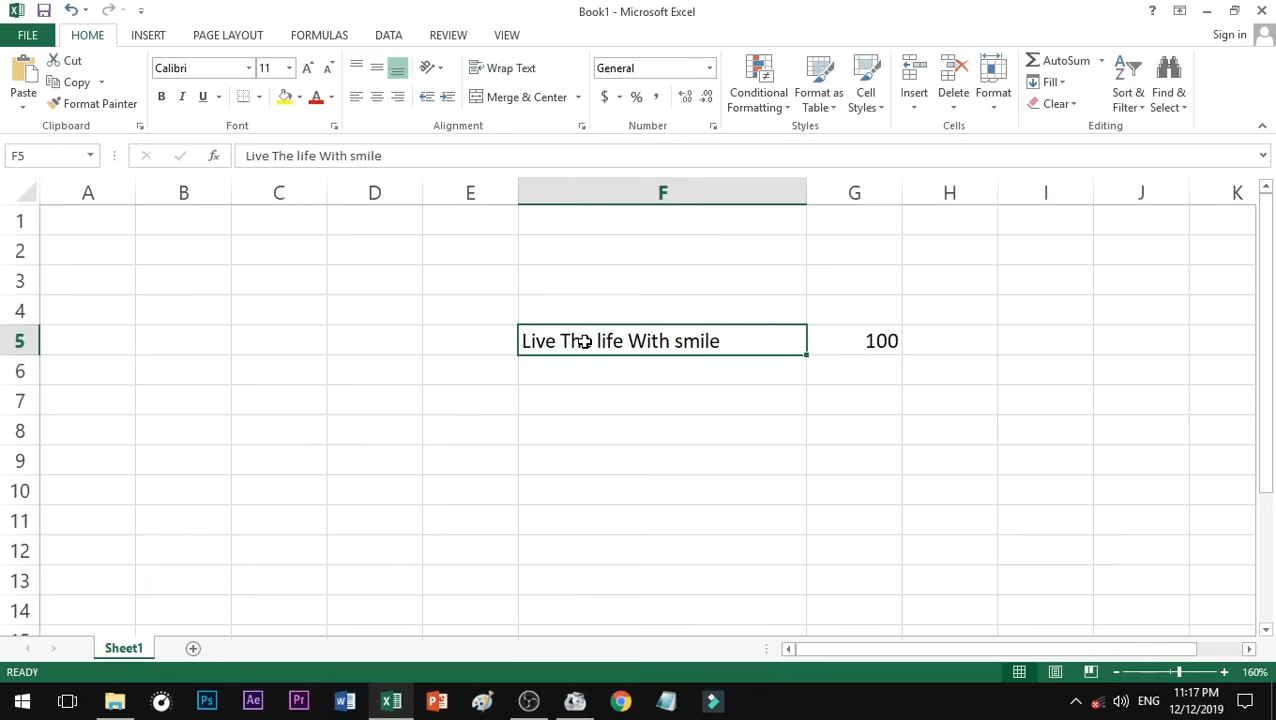 Book1 - Microsoft Excel
?
FILE HOME INSERT PAGE LAYOUT FORMULAS DATA REVIEW VIEW Sign in
Paste
Cut
Copy
Format Painter
Clipboard
Calibri 11
B I U
Font
Wrap Text
Merge & Center
Alignment
General
$ % ,
Number
Conditional Formatting
Format as Table
Cell Styles
Styles
Insert
Delete
Format
Cells
AutoSum
Fill
Clear
Sort & Filter
Find & Select
Editing
F5 fx Live The life With smile
A B C D E F G H I J K
1
2
3
4
5 Live The life With smile 100
6
7
8
9
10
11
12
13
14
Sheet1
READY 160%
Ps Ae Pr ENG 11:17 PM
12/12/2019